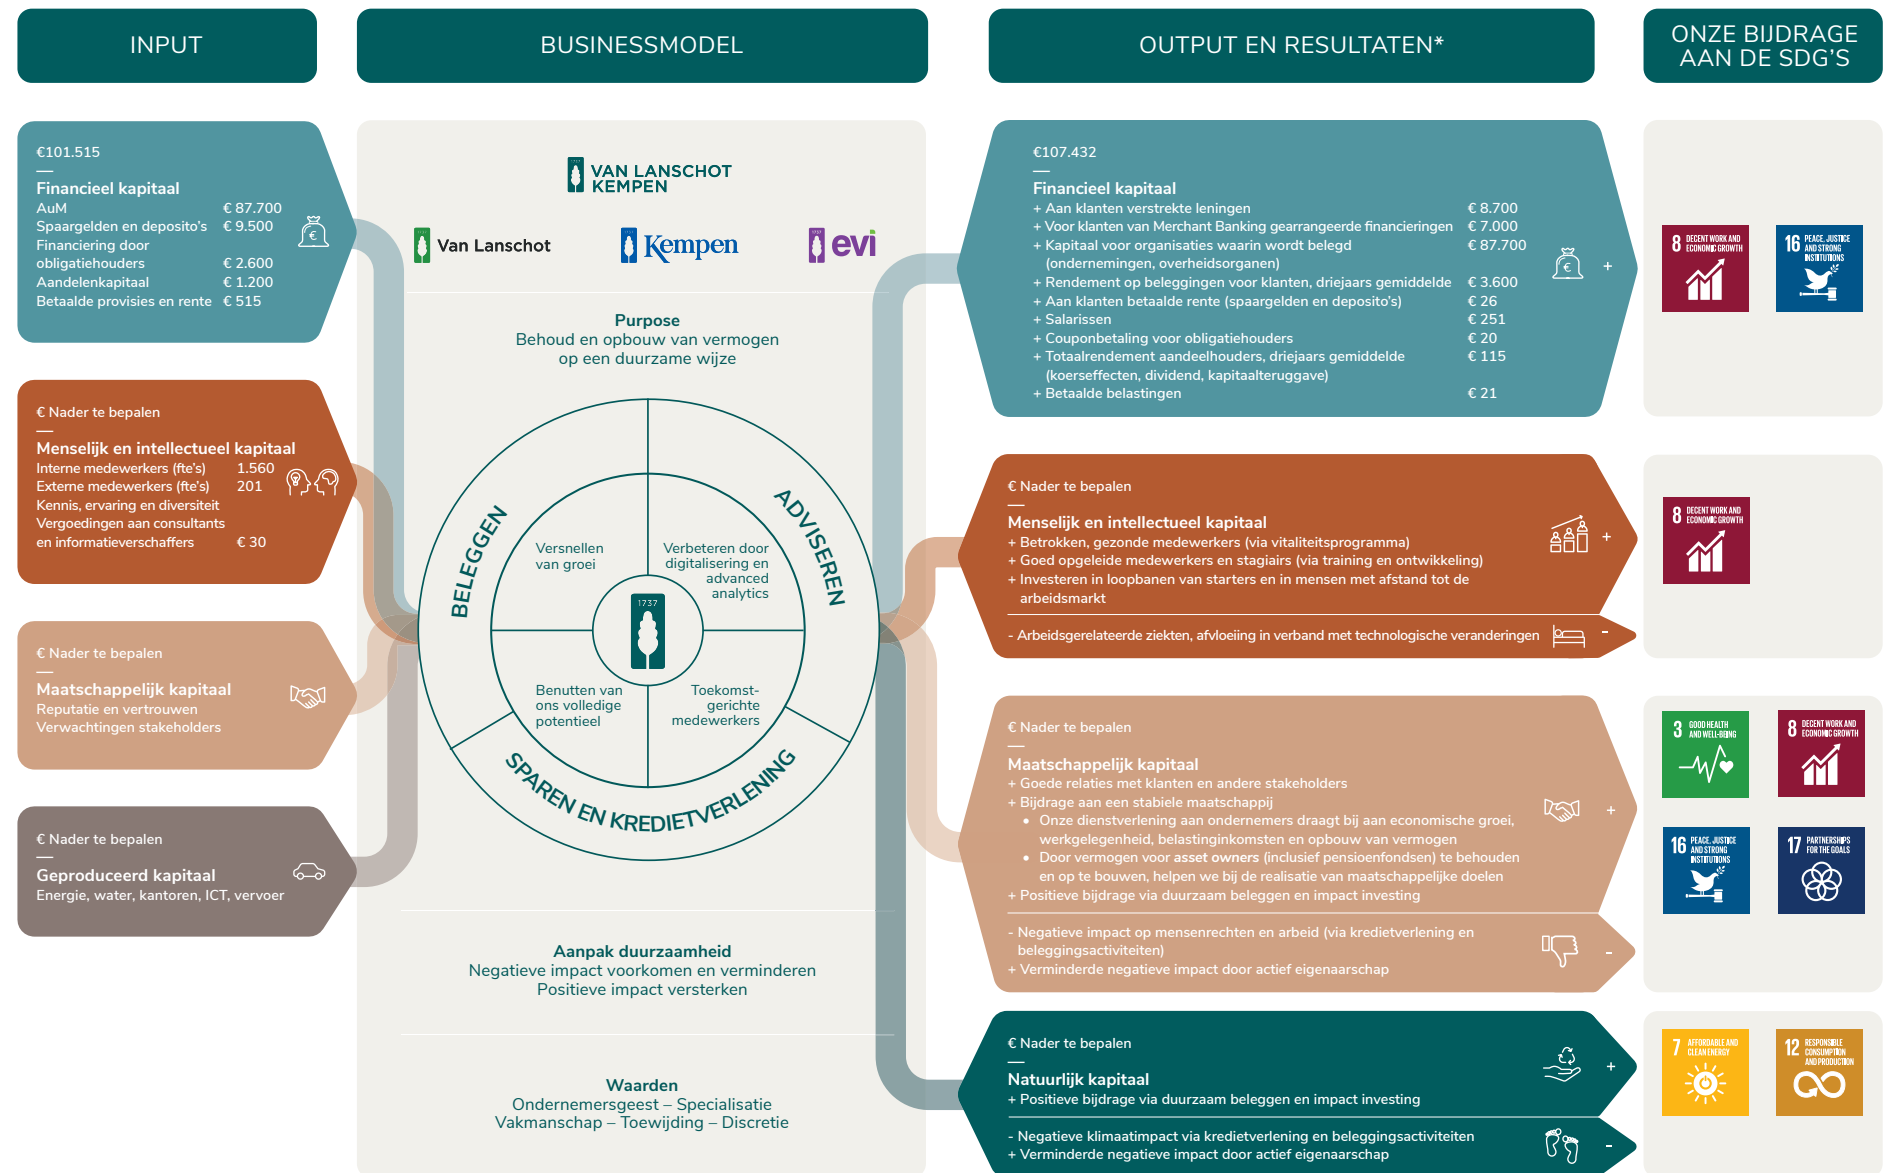 INPUT
BUSINESSMODEL
OUTPUT EN RESULTATEN*
ONZE BIJDRAGE
AAN DE SDG'S
€101.515
Financieel kapitaal
AuM € 87.700
Spaargelden en deposito's € 9.500
Financiering door
obligatiehouders € 2.600
Aandelenkapitaal € 1.200
Betaalde provisies en rente € 515
€
€ Nader te bepalen
Menselijk en intellectueel kapitaal
Interne medewerkers (fte's) 1.560
Externe medewerkers (fte's) 201
Kennis, ervaring en diversiteit
Vergoedingen aan consultants
en informatieverschaffers € 30
€ Nader te bepalen
Maatschappelijk kapitaal
Reputatie en vertrouwen
Verwachtingen stakeholders
€ Nader te bepalen
Geproduceerd kapitaal
Energie, water, kantoren, ICT, vervoer
VAN LANSCHOT
KEMPEN
Van Lanschot
Kempen
evi
Purpose
Behoud en opbouw van vermogen
op een duurzame wijze
BELEGGEN
ADVISEREN
SPAREN EN KREDIETVERLENING
Versnellen
van groei
Verbeteren door
digitalisering en
advanced
analytics
1737
Benutten van
ons volledige
potentieel
Toekomst-
gerichte
medewerkers
Aanpak duurzaamheid
Negatieve impact voorkomen en verminderen
Positieve impact versterken
Waarden
Ondernemersgeest – Specialisatie
Vakmanschap – Toewijding – Discretie
€107.432
Financieel kapitaal
+ Aan klanten verstrekte leningen € 8.700
+ Voor klanten van Merchant Banking gearrangeerde financieringen € 7.000
+ Kapitaal voor organisaties waarin wordt belegd € 87.700
(ondernemingen, overheidsorganen)
+ Rendement op beleggingen voor klanten, driejaars gemiddelde € 3.600
+ Aan klanten betaalde rente (spaargelden en deposito's) € 26
+ Salarissen € 251
+ Couponbetaling voor obligatiehouders € 20
+ Totaalrendement aandeelhouders, driejaars gemiddelde € 115
(koerseffecten, dividend, kapitaalteruggave)
+ Betaalde belastingen € 21
€
+
€ Nader te bepalen
Menselijk en intellectueel kapitaal
+ Betrokken, gezonde medewerkers (via vitaliteitsprogramma)
+ Goed opgeleide medewerkers en stagiairs (via training en ontwikkeling)
+ Investeren in loopbanen van starters en in mensen met afstand tot de
arbeidsmarkt
+
- Arbeidsgerelateerde ziekten, afvloeiing in verband met technologische veranderingen
-
€ Nader te bepalen
Maatschappelijk kapitaal
+ Goede relaties met klanten en andere stakeholders
+ Bijdrage aan een stabiele maatschappij
• Onze dienstverlening aan ondernemers draagt bij aan economische groei,
werkgelegenheid, belastinginkomsten en opbouw van vermogen
• Door vermogen voor asset owners (inclusief pensioenfondsen) te behouden
en op te bouwen, helpen we bij de realisatie van maatschappelijke doelen
+ Positieve bijdrage via duurzaam beleggen en impact investing
+
- Negatieve impact op mensenrechten en arbeid (via kredietverlening en
beleggingsactiviteiten)
+ Verminderde negatieve impact door actief eigenaarschap
-
€ Nader te bepalen
Natuurlijk kapitaal
+ Positieve bijdrage via duurzaam beleggen en impact investing
+
- Negatieve klimaatimpact via kredietverlening en beleggingsactiviteiten
+ Verminderde negatieve impact door actief eigenaarschap
-
8 DECENT WORK AND
ECONOMIC GROWTH
16 PEACE, JUSTICE
AND STRONG
INSTITUTIONS
8 DECENT WORK AND
ECONOMIC GROWTH
3 GOOD HEALTH
AND WELL-BEING
8 DECENT WORK AND
ECONOMIC GROWTH
16 PEACE, JUSTICE
AND STRONG
INSTITUTIONS
17 PARTNERSHIPS
FOR THE GOALS
7 AFFORDABLE AND
CLEAN ENERGY
12 RESPONSIBLE
CONSUMPTION
AND PRODUCTION